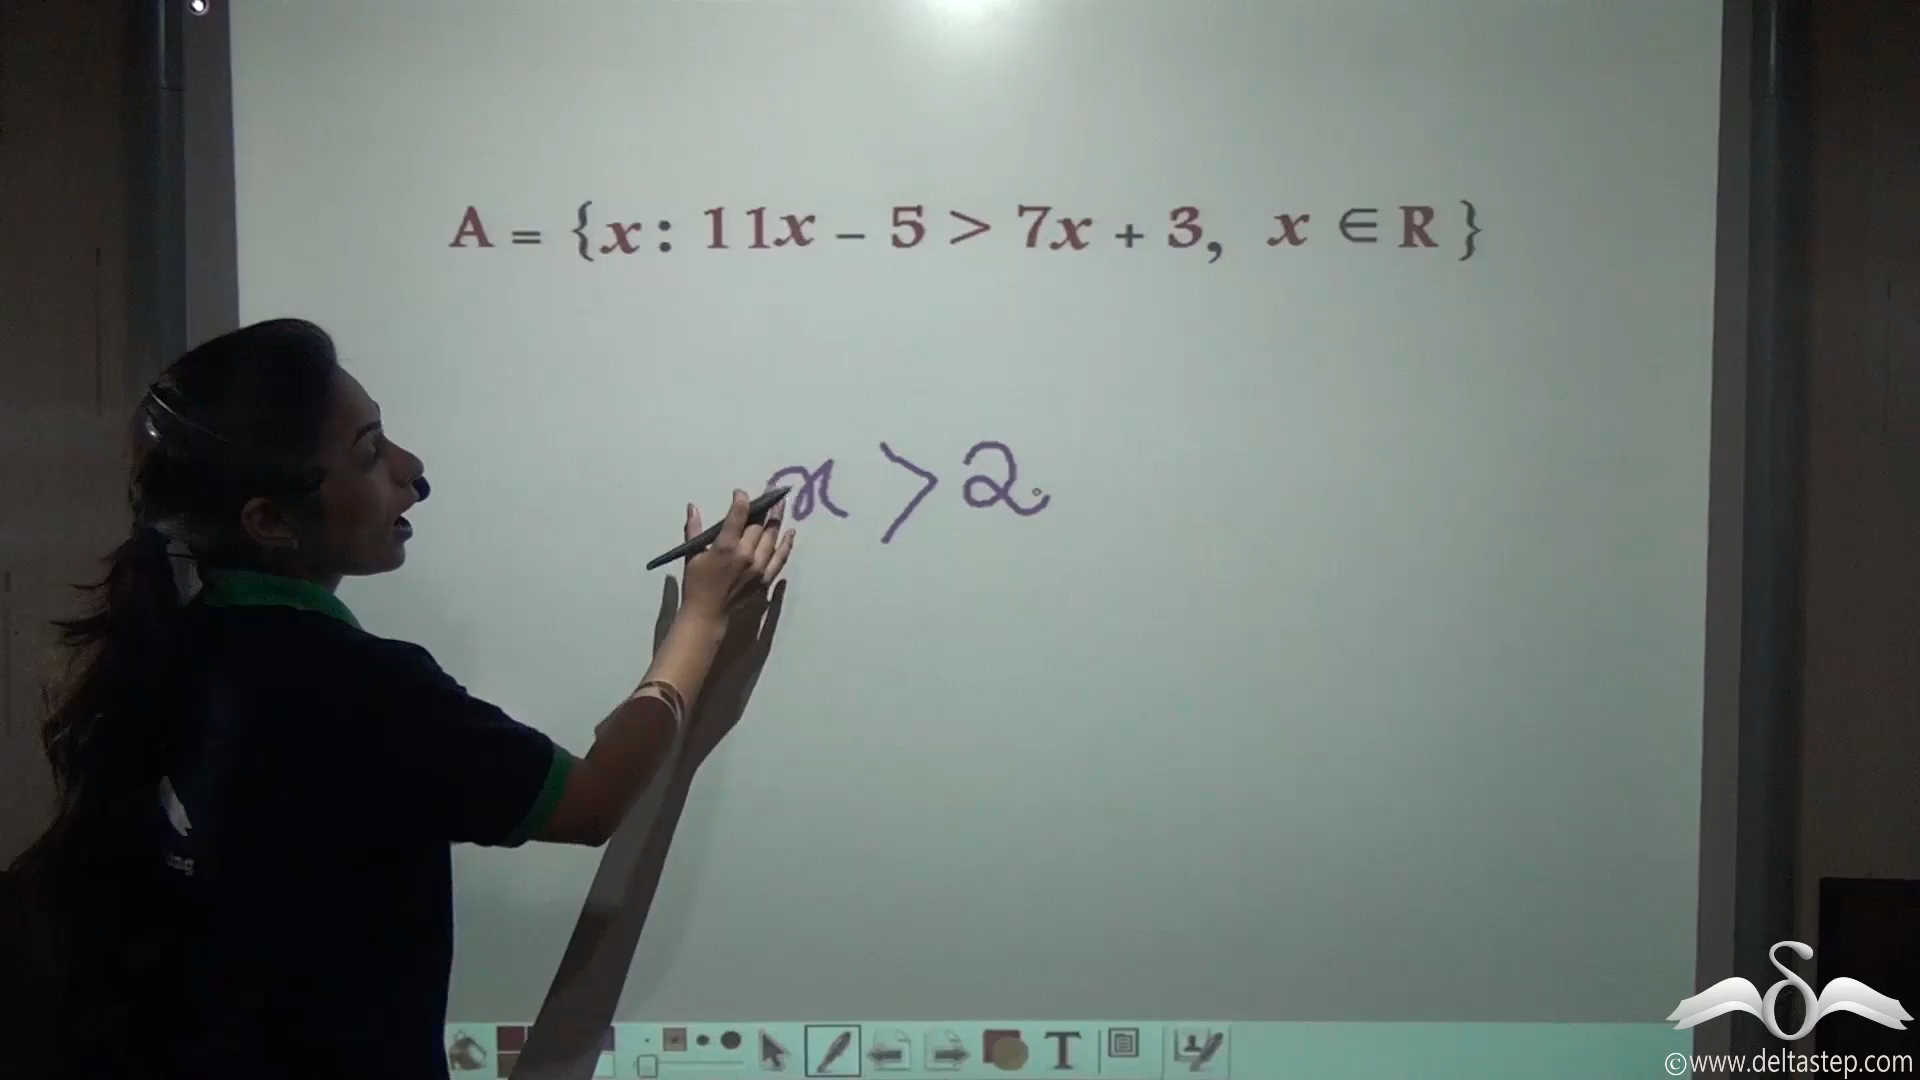 A = {x: 11x – 5 > 7x + 3, x ∈ R }
x > 2
T
©www.deltastep.com